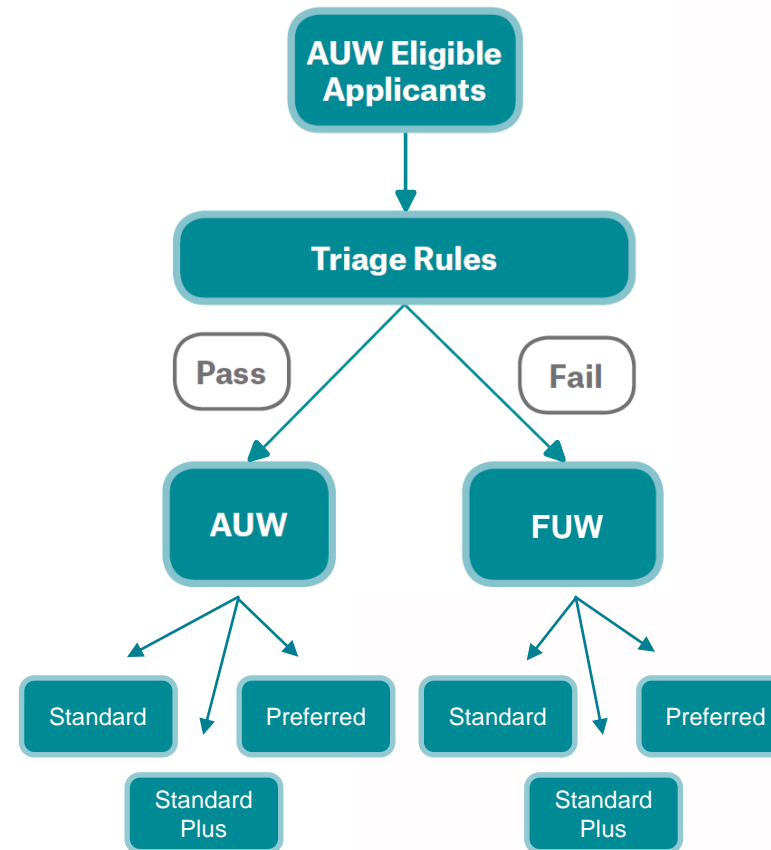 AUW Eligible
Applicants
Triage Rules
Pass
Fail
AUW
FUW
Standard
Preferred
Standard
Preferred
Standard
Plus
Standard
Plus